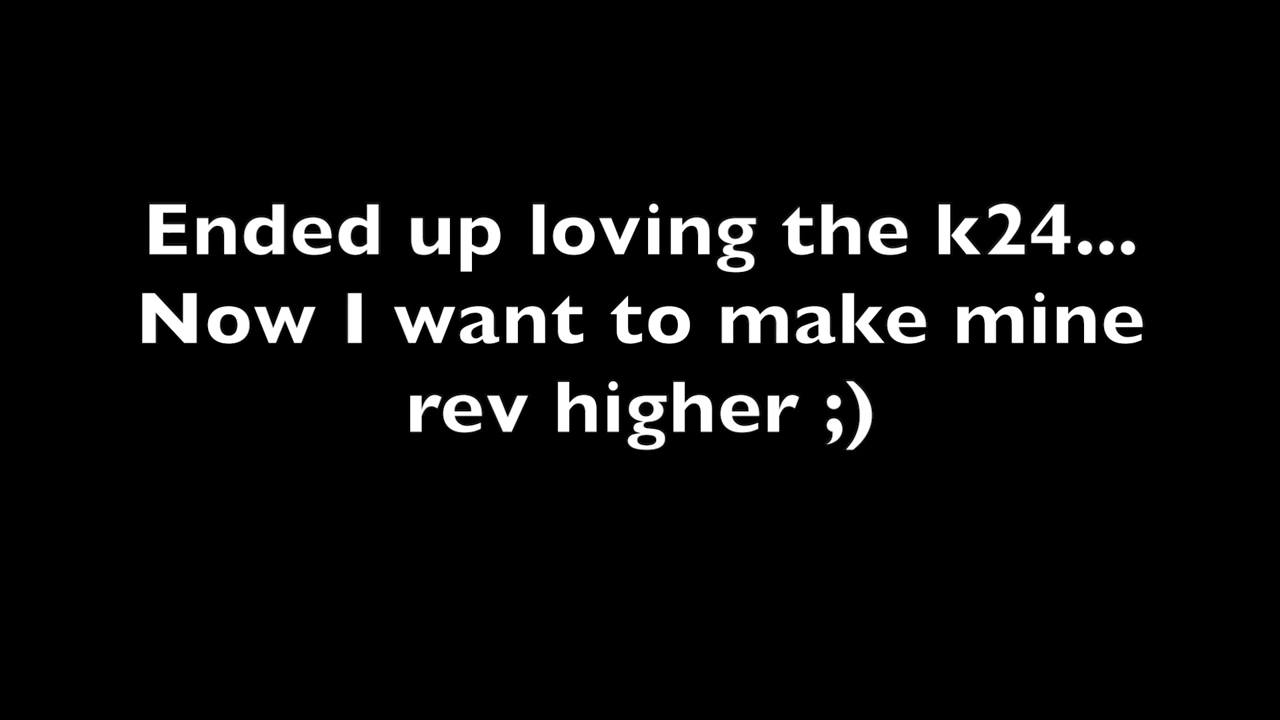 Ended up loving the k24...
Now I want to make mine
rev higher ;)